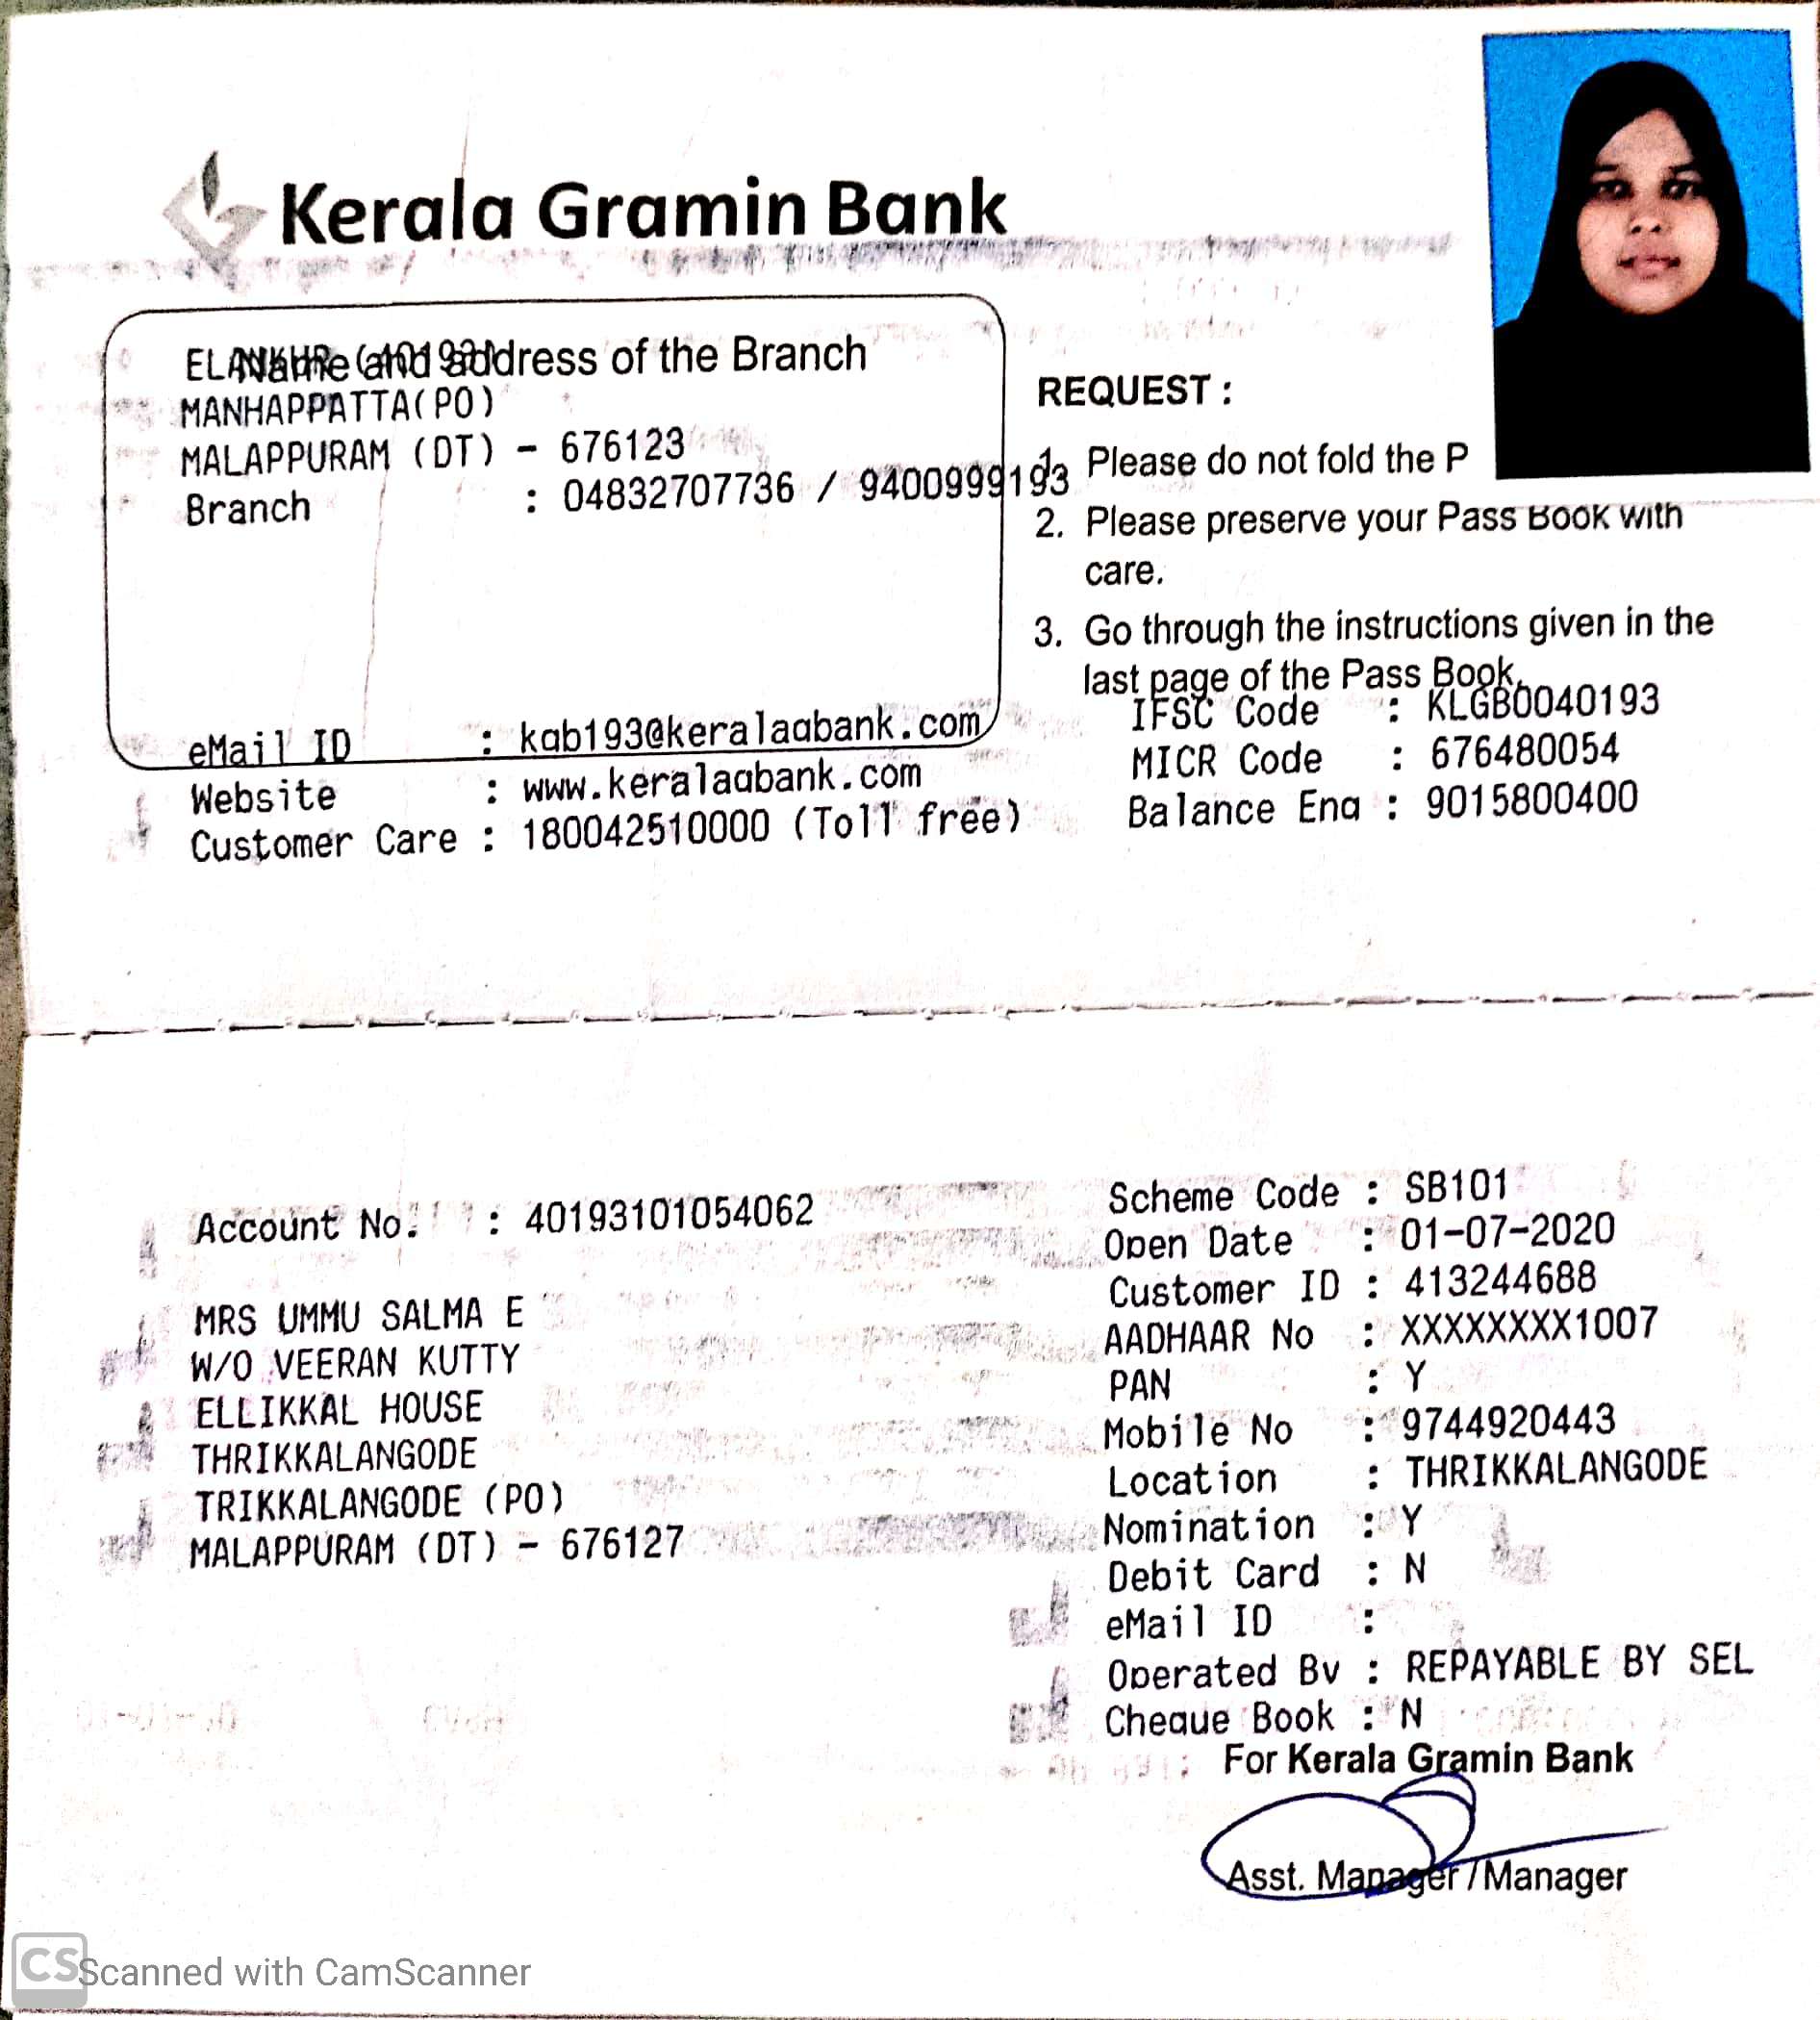 Kerala Gramin Bank
Name and address of the Branch
ELANKUR (40193)
MANHAPPATTA(PO)
MALAPPURAM (DT) - 676123
Branch : 04832707736 / 9400999193
eMail ID : kgb193@keralagbank.com
Website : www.keralagbank.com
Customer Care : 180042510000 (Toll free)
REQUEST :
1. Please do not fold the P
2. Please preserve your Pass Book with
care.
3. Go through the instructions given in the
last page of the Pass Book.
IFSC Code : KLGB0040193
MICR Code : 676480054
Balance Enq : 9015800400
Account No. : 40193101054062
MRS UMMU SALMA E
W/O VEERAN KUTTY
ELLIKKAL HOUSE
THRIKKALANGODE
TRIKKALANGODE (PO)
MALAPPURAM (DT) - 676127
Scheme Code : SB101
Open Date : 01-07-2020
Customer ID : 413244688
AADHAAR No : XXXXXXXX1007
PAN : Y
Mobile No : 9744920443
Location : THRIKKALANGODE
Nomination : Y
Debit Card : N
eMail ID :
Operated By : REPAYABLE BY SEL
Cheque Book : N
For Kerala Gramin Bank
Asst. Manager / Manager
CS Scanned with CamScanner